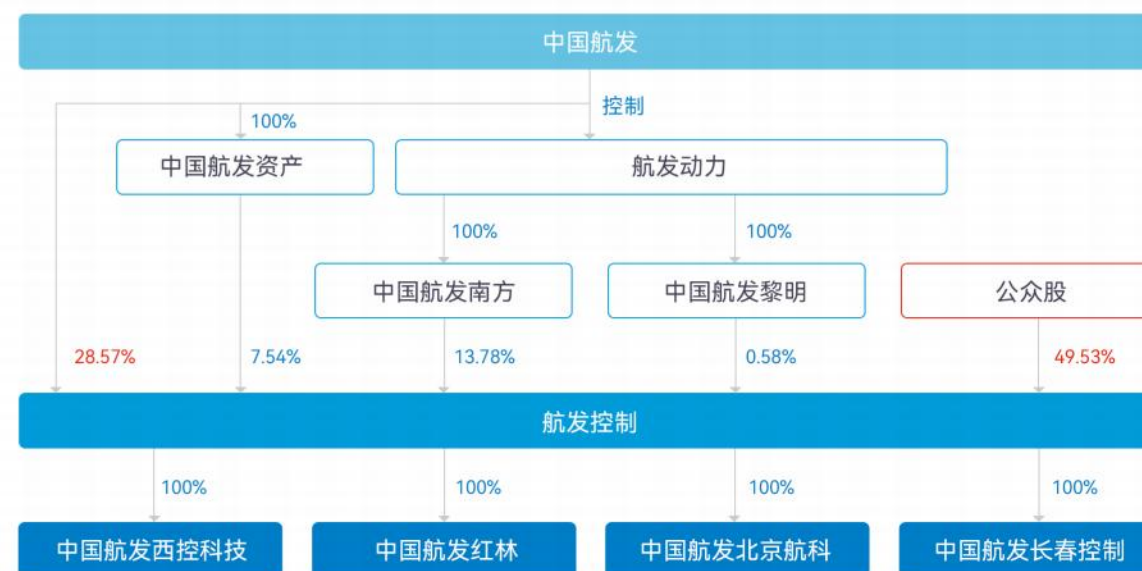 中国航发
控制
100%
中国航发资产
航发动力
100%
100%
中国航发南方
中国航发黎明
公众股
28.57%
7.54%
13.78%
0.58%
49.53%
航发控制
100%
100%
100%
100%
中国航发西控科技
中国航发红林
中国航发北京航科
中国航发长春控制